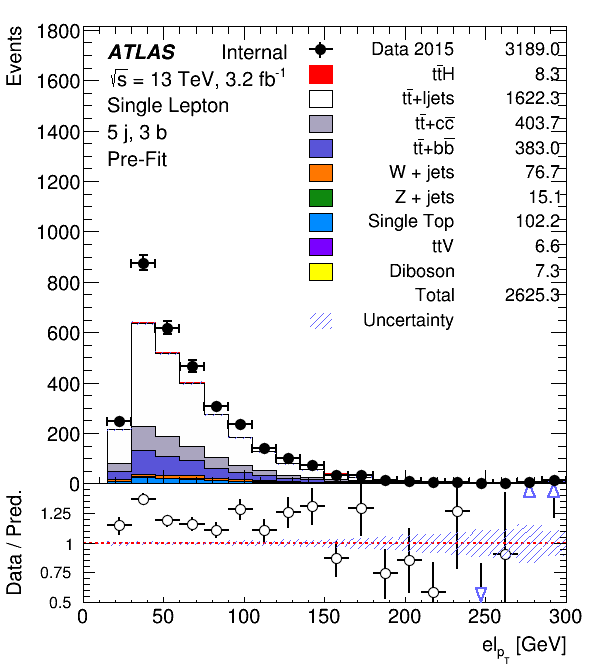 ATLAS Internal
√s = 13 TeV, 3.2 fb⁻¹
Single Lepton
5 j, 3 b
Pre-Fit
Data 2015 3189.0
tt̄H 8.3
tt̄+ljets 1622.3
tt̄+cc̄ 403.7
tt̄+bb̄ 383.0
W + jets 76.7
Z + jets 15.1
Single Top 102.2
ttV 6.6
Diboson 7.3
Total 2625.3
Uncertainty
Events
1800
1600
1400
1200
1000
800
600
400
200
0
Data / Pred.
1.25
1
0.75
0.5
0 50 100 150 200 250 300
el_p_T [GeV]